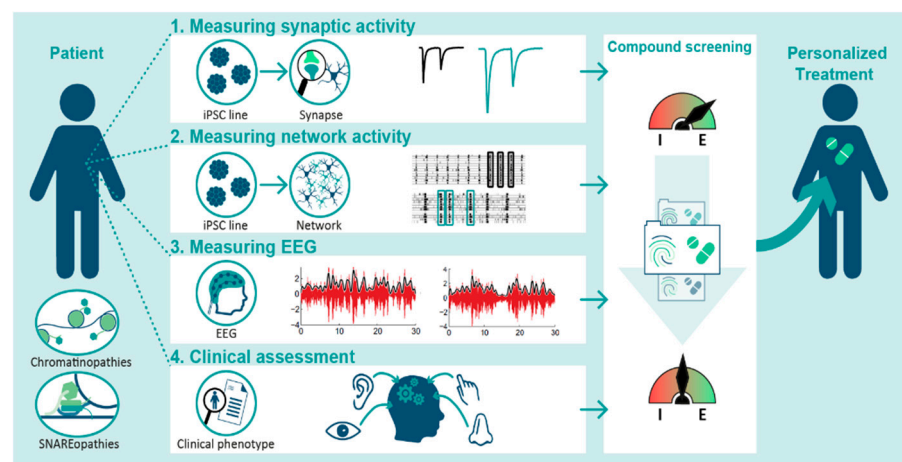 Patient
1. Measuring synaptic activity
iPSC line
Synapse
2. Measuring network activity
iPSC line
Network
3. Measuring EEG
EEG
4
2
0
−2
−4
0
10
20
30
4
2
0
−2
−4
0
10
20
30
4. Clinical assessment
Clinical phenotype
Chromatinopathies
SNAREopathies
Compound screening
I E
I E
Personalized
Treatment